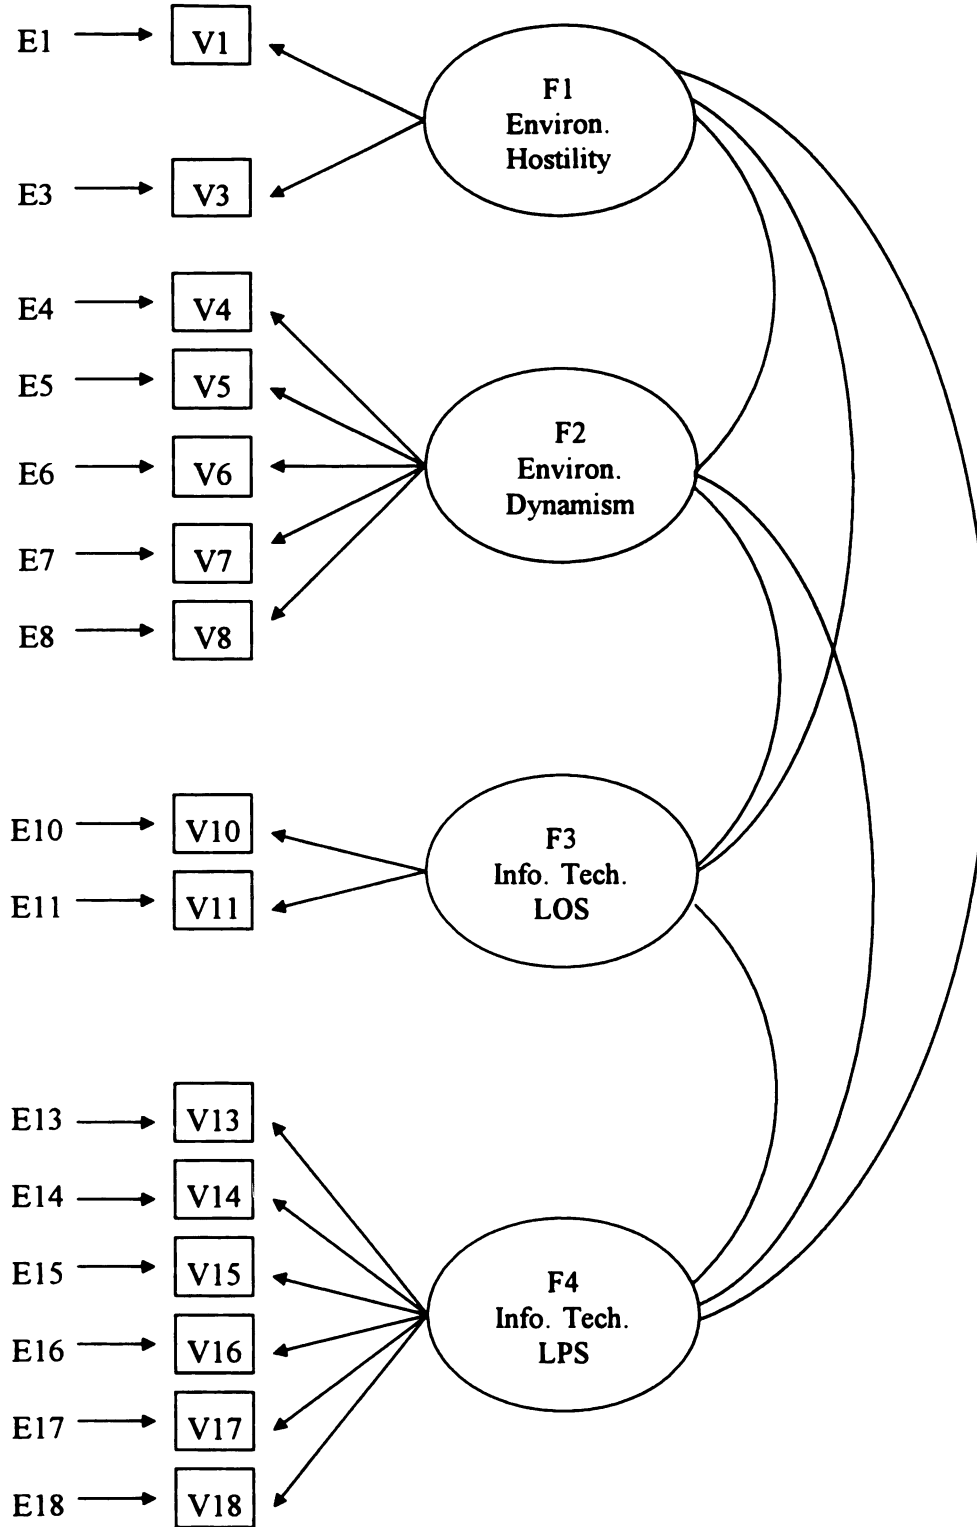 E1
V1
F1
Environ.
Hostility
E3
V3
E4
V4
E5
V5
F2
Environ.
Dynamism
E6
V6
E7
V7
E8
V8
E10
V10
F3
Info. Tech.
LOS
E11
V11
E13
V13
E14
V14
E15
V15
F4
Info. Tech.
LPS
E16
V16
E17
V17
E18
V18